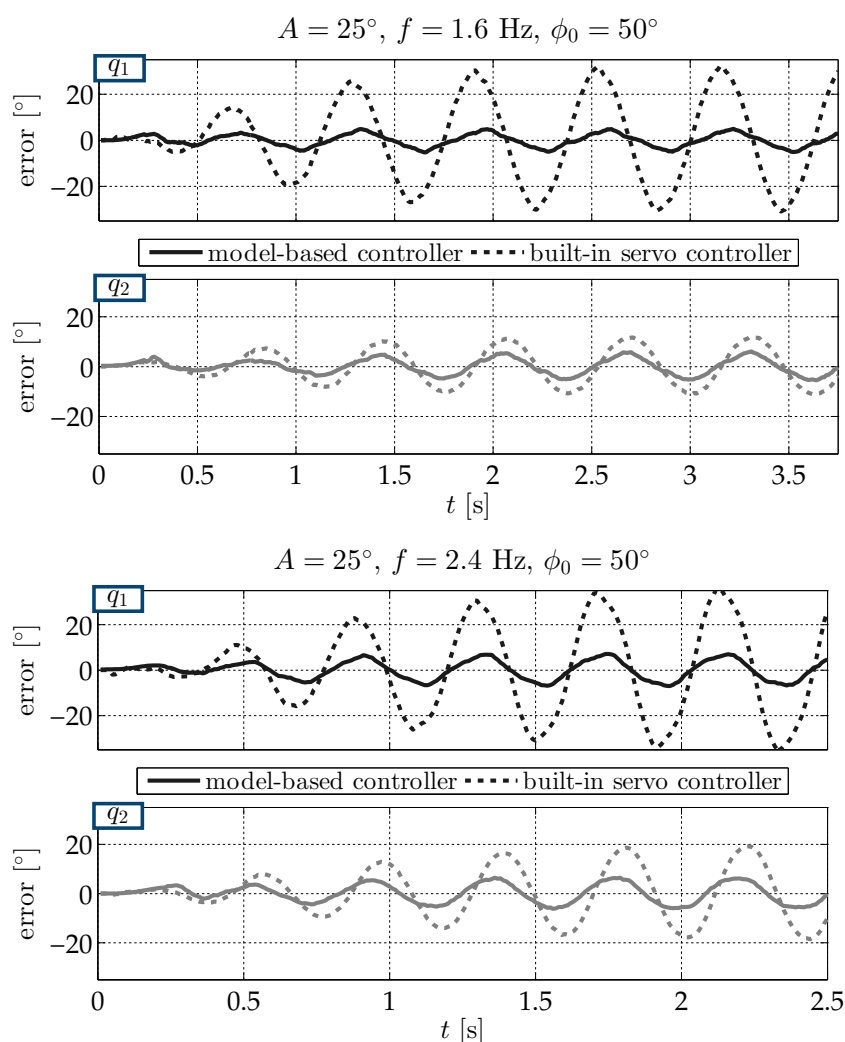 A = 25°, f = 1.6 Hz, ϕ₀ = 50°
q₁
error [°]
20
0
−20
model-based controller built-in servo controller
q₂
error [°]
20
0
−20
0 0.5 1 1.5 2 2.5 3 3.5
t [s]
A = 25°, f = 2.4 Hz, ϕ₀ = 50°
q₁
error [°]
20
0
−20
model-based controller built-in servo controller
q₂
error [°]
20
0
−20
0 0.5 1 1.5 2 2.5
t [s]